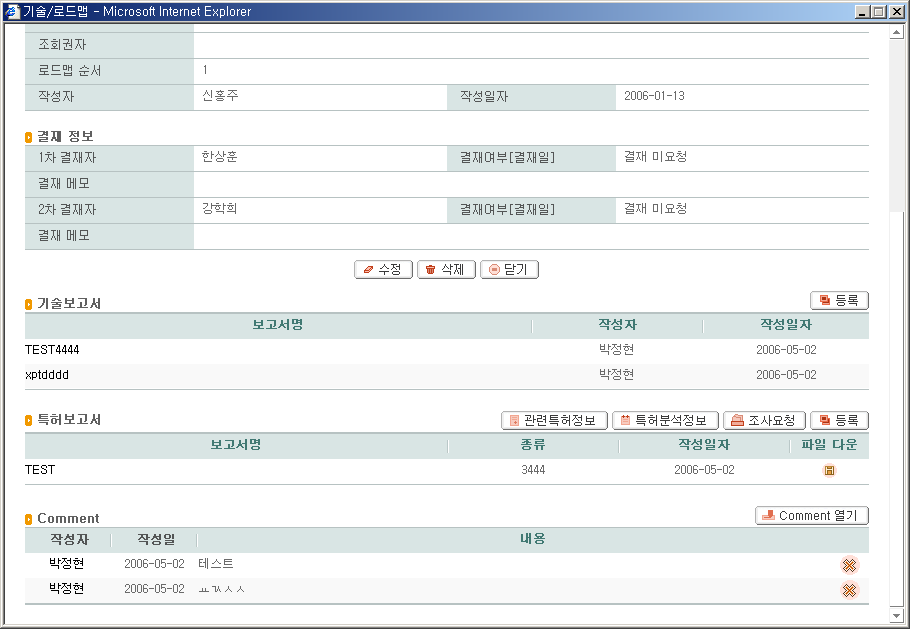 기술/로드맵 - Microsoft Internet Explorer
조회권자
로드맵 순서 1
작성자 신홍주 작성일자 2006-01-13
결재 정보
1차 결재자 한상훈 결재여부[결재일] 결재 미요청
결재 메모
2차 결재자 강학희 결재여부[결재일] 결재 미요청
결재 메모
수정 삭제 닫기
기술보고서 등록
보고서명 작성자 작성일자
TEST4444 박정현 2006-05-02
xptdddd 박정현 2006-05-02
특허보고서 관련특허정보 특허분석정보 조사요청 등록
보고서명 종류 작성일자 파일 다운
TEST 3444 2006-05-02
Comment Comment 열기
작성자 작성일 내용
박정현 2006-05-02 테스트
박정현 2006-05-02